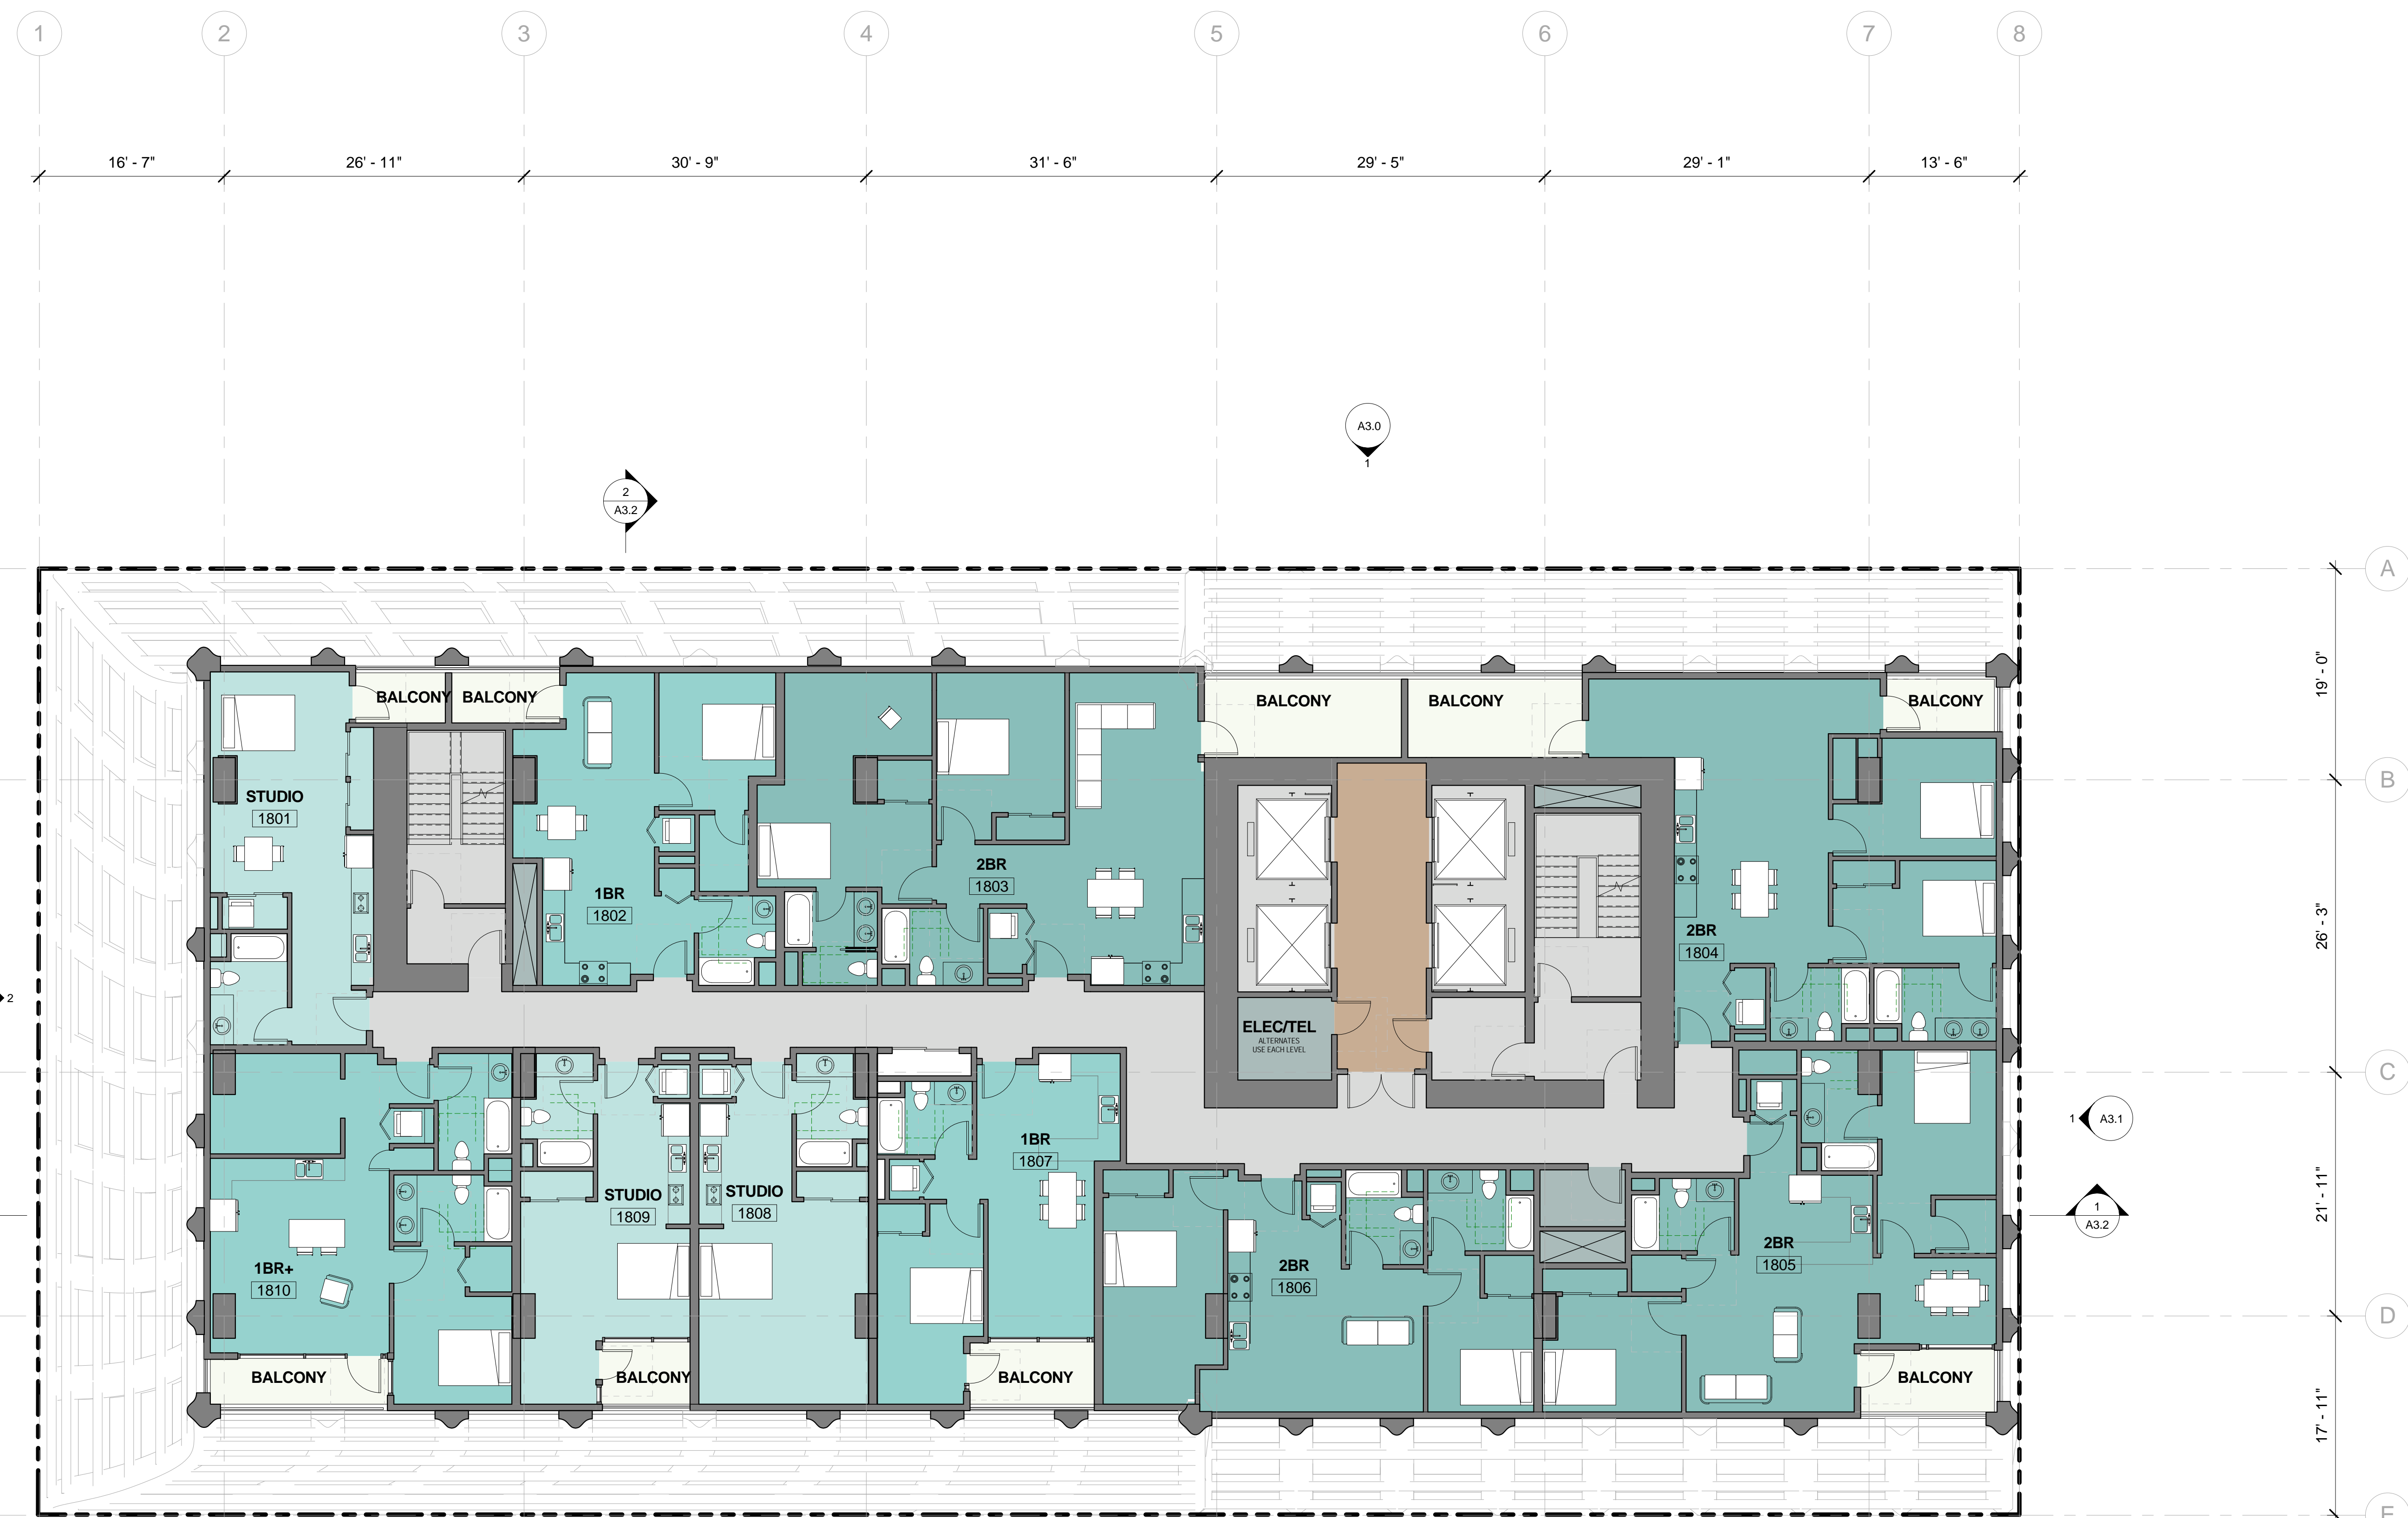 1 2 3 4 5 6 7 8
16' - 7" 26' - 11" 30' - 9" 31' - 6" 29' - 5" 29' - 1" 13' - 6"
A3.0
1
2
A3.2
A
19' - 0"
BALCONY BALCONY BALCONY BALCONY BALCONY
B
STUDIO
1801
1BR
1802
2BR
1803
2BR
1804
26' - 3"
2
ELEC/TEL
ALTERNATES
USE EACH LEVEL
C
1 A3.1
1BR
1807
STUDIO
1809
STUDIO
1808
21' - 11"
1
A3.2
1BR+
1810
2BR
1806
2BR
1805
D
BALCONY BALCONY BALCONY BALCONY
17' - 11"